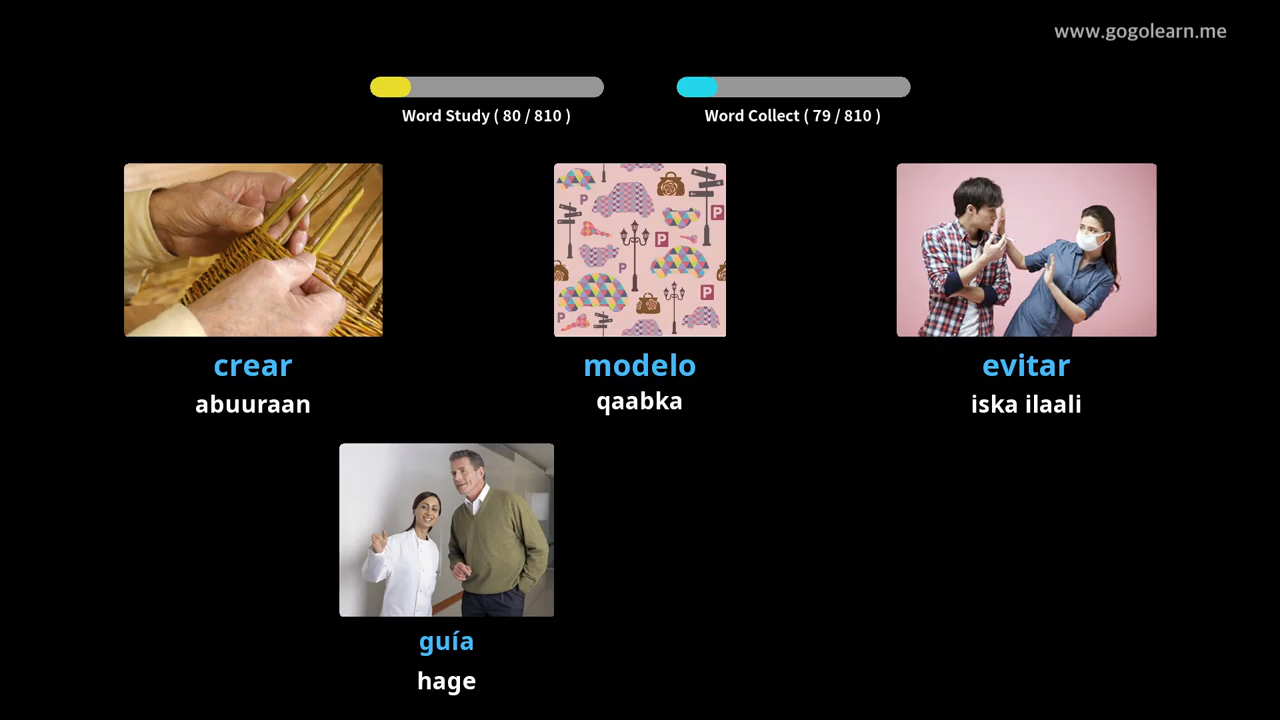 www.gogolearn.me
Word Study ( 80 / 810 )
Word Collect ( 79 / 810 )
P
P
P
P
P
P
crear
modelo
evitar
abuuraan
qaabka
iska ilaali
guía
hage